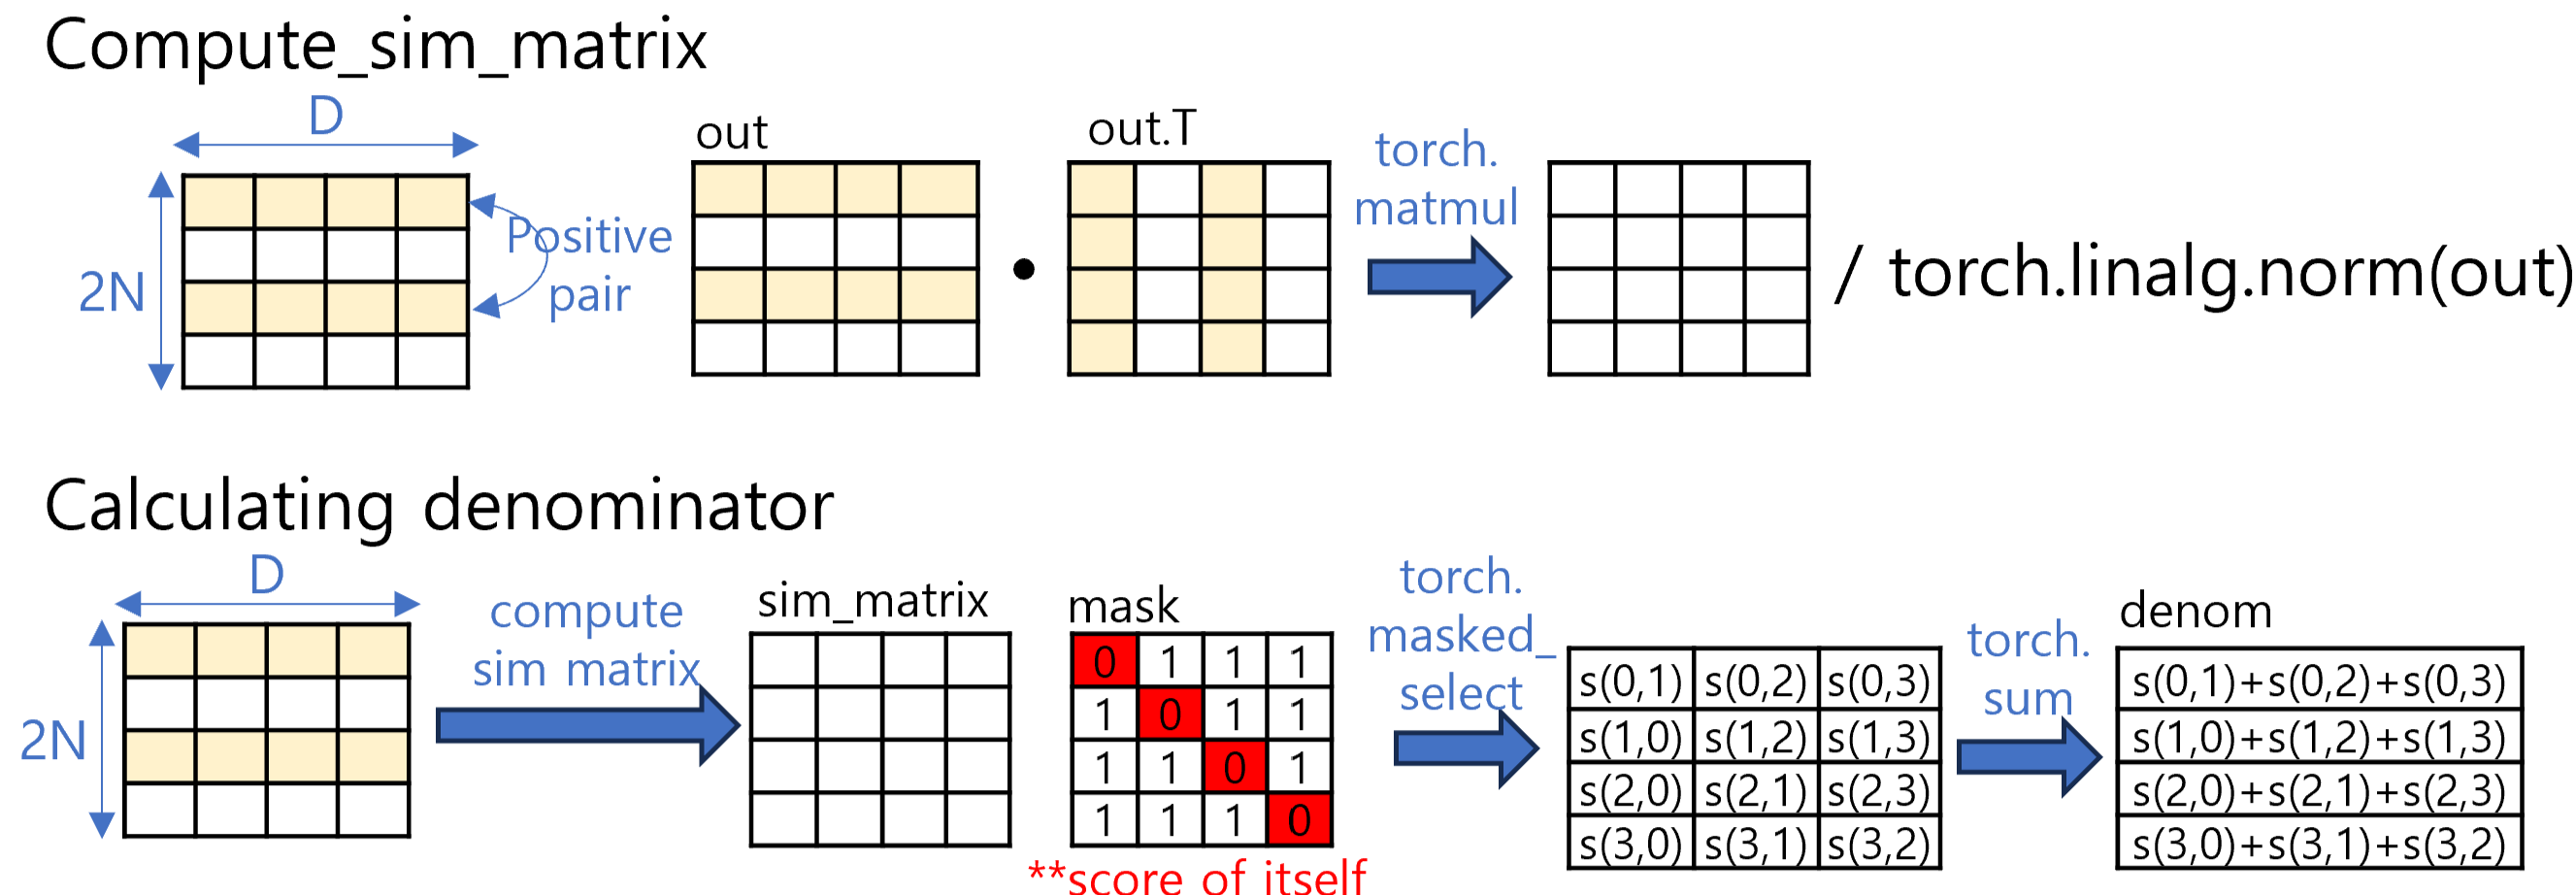 Compute_sim_matrix
D
2N
Positive
pair
out
out.T
torch.
matmul
/ torch.linalg.norm(out)
Calculating denominator
D
2N
compute
sim matrix
sim_matrix
mask
0 1 1 1
1 0 1 1
1 1 0 1
1 1 1 0
**score of itself
torch.
masked_
select
s(0,1) s(0,2) s(0,3)
s(1,0) s(1,2) s(1,3)
s(2,0) s(2,1) s(2,3)
s(3,0) s(3,1) s(3,2)
torch.
sum
denom
s(0,1)+s(0,2)+s(0,3)
s(1,0)+s(1,2)+s(1,3)
s(2,0)+s(2,1)+s(2,3)
s(3,0)+s(3,1)+s(3,2)